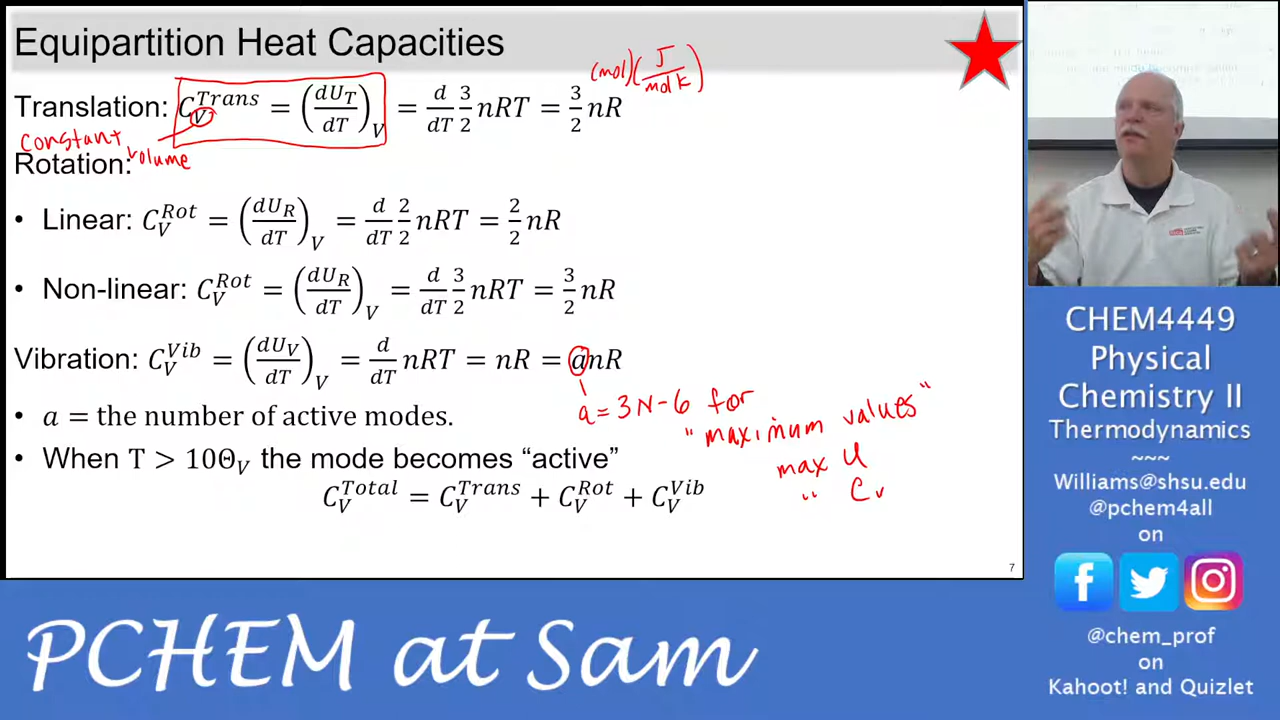 Equipartition Heat Capacities
(mol)(J/mol K)
Translation: C_V^Trans = (dU_T/dT)_V = d/dT 3/2 nRT = 3/2 nR
constant volume
Rotation:
• Linear: C_V^Rot = (dU_R/dT)_V = d/dT 2/2 nRT = 2/2 nR
• Non-linear: C_V^Rot = (dU_R/dT)_V = d/dT 3/2 nRT = 3/2 nR
Vibration: C_V^Vib = (dU_V/dT)_V = d/dT nRT = nR = anR
a = 3N-6 for
"maximum values"
max U
" Cv
• a = the number of active modes.
• When T > 10Θ_V the mode becomes “active”
C_V^Total = C_V^Trans + C_V^Rot + C_V^Vib
7
CHEM4449
Physical
Chemistry II
Thermodynamics
~~~
Williams@shsu.edu
@pchem4all
on
@chem_prof
on
Kahoot! and Quizlet
PCHEM at Sam